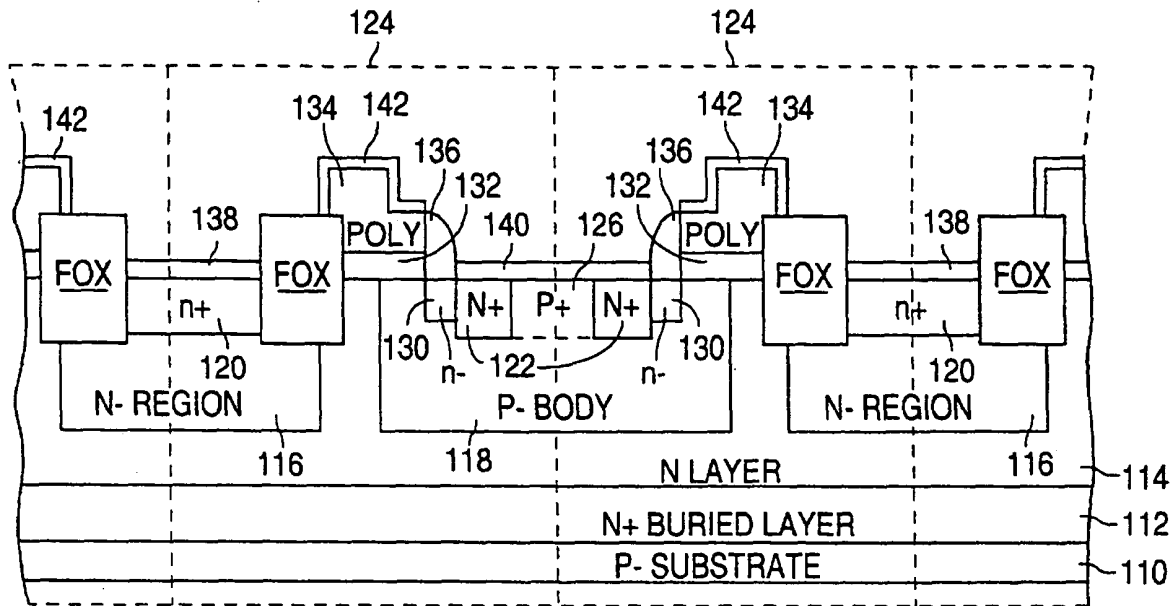 124 124
134 142 142 134
142 136 136
132 132
138 140 126 138
POLY POLY
FOX FOX FOX FOX
n+ N+ P+ N+ n+
120 130 n- 122 n- 130 120
N- REGION P- BODY N- REGION
116 118 116
N LAYER 114
N+ BURIED LAYER 112
P- SUBSTRATE 110